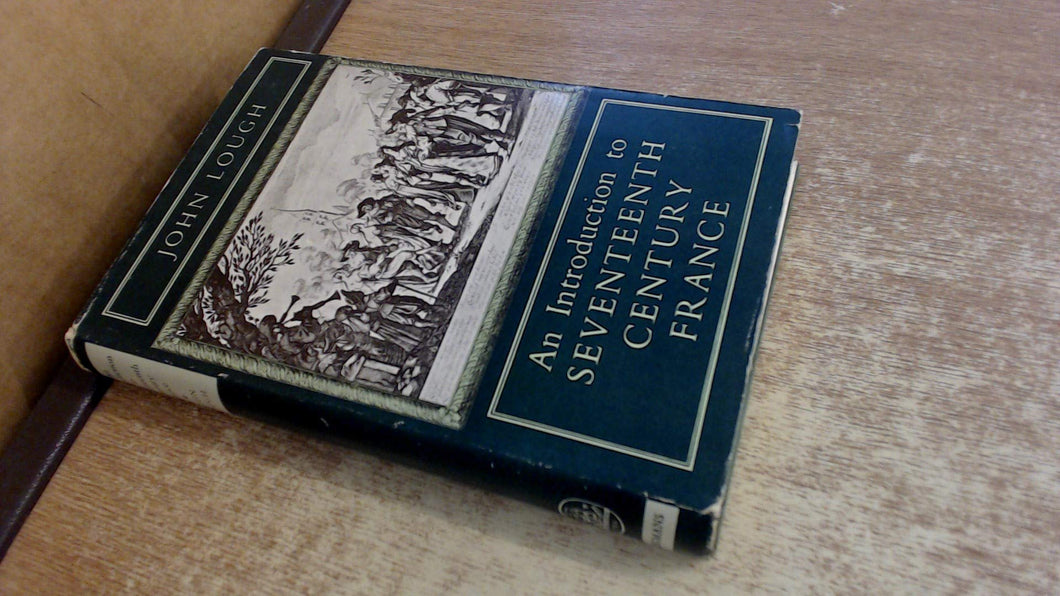 JOHN LOUGH
An Introduction to
SEVENTEENTH
CENTURY
FRANCE